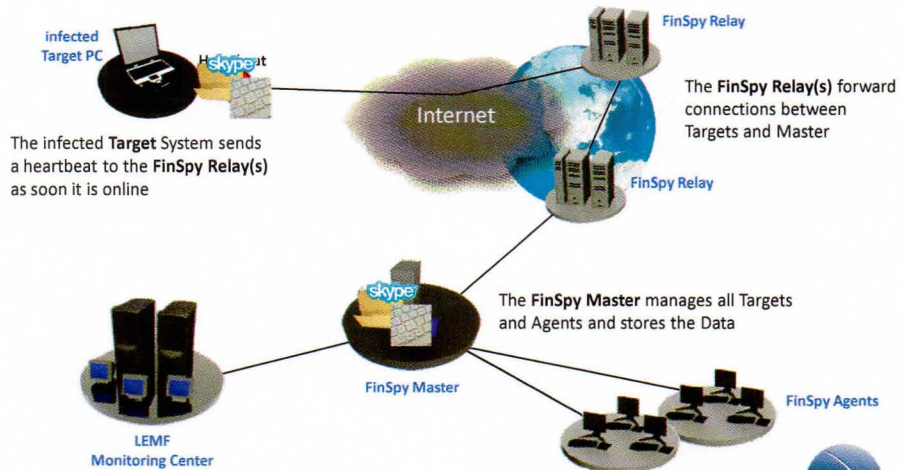 infected
Target PC
skype
FinSpy Relay
Internet
The FinSpy Relay(s) forward
connections between
Targets and Master
The infected Target System sends
a heartbeat to the FinSpy Relay(s)
as soon it is online
FinSpy Relay
skype
The FinSpy Master manages all Targets
and Agents and stores the Data
FinSpy Master
FinSpy Agents
LEMF
Monitoring Center